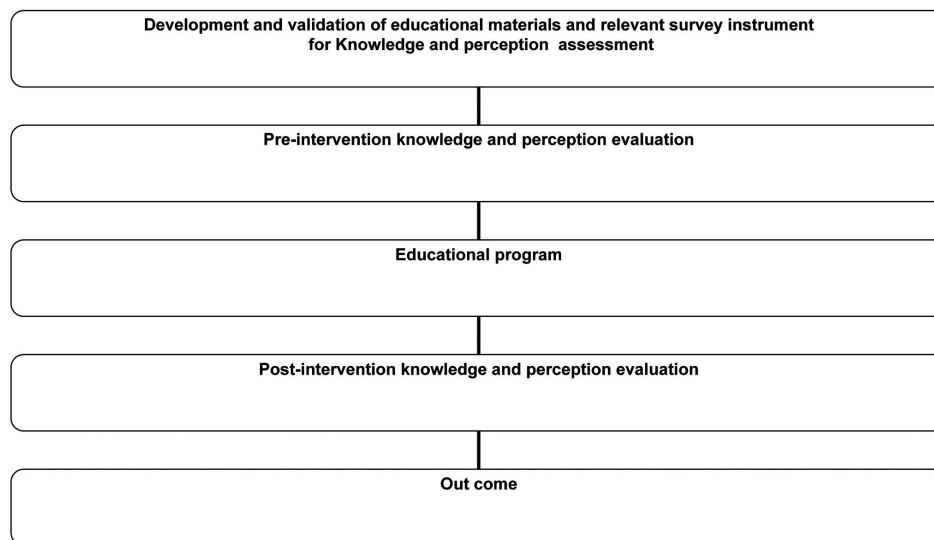 Development and validation of educational materials and relevant survey instrument
for Knowledge and perception assessment
Pre-intervention knowledge and perception evaluation
Educational program
Post-intervention knowledge and perception evaluation
Out come